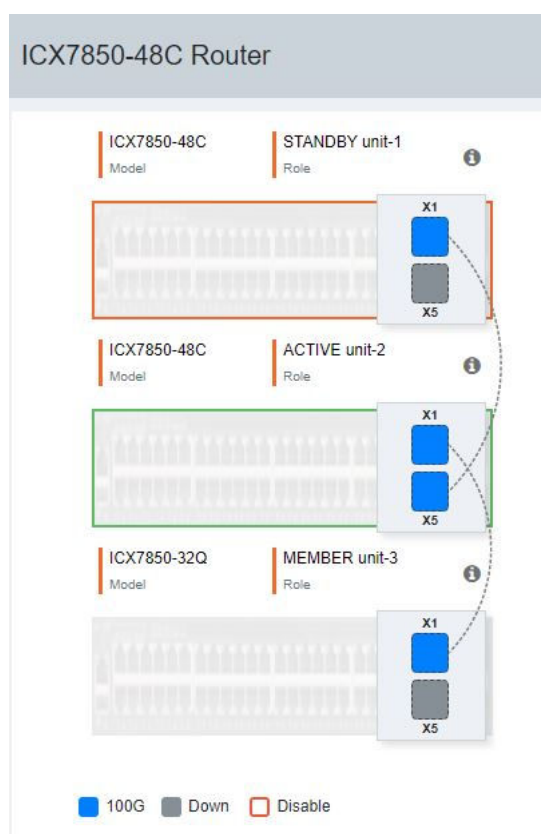 ICX7850-48C Router
ICX7850-48C STANDBY unit-1
Model Role
X1
X5
ICX7850-48C ACTIVE unit-2
Model Role
X1
X5
ICX7850-32Q MEMBER unit-3
Model Role
X1
X5
100G Down Disable